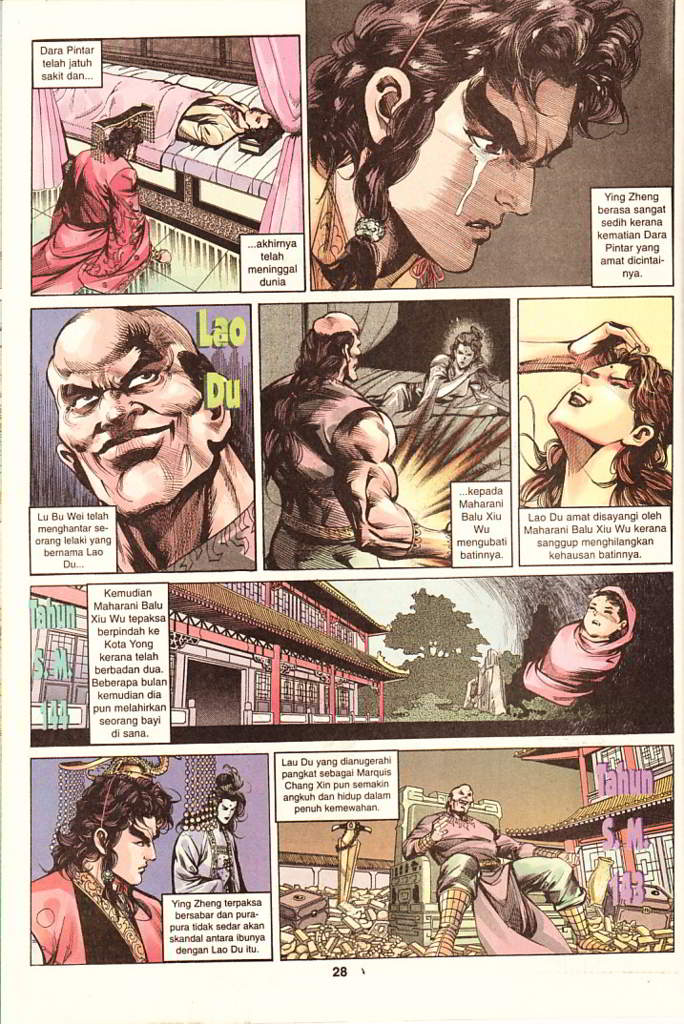 Dara Pintar
telah jatuh
sakit dan...
...akhirnya
telah
meninggal
dunia
Ying Zheng
berasa sangat
sedih kerana
kematian Dara
Pintar yang
amat dicintai-
nya.
Lao
Du
Lu Bu Wei telah
menghantar se-
orang lelaki yang
bernama Lao
Du...
...kepada
Maharani
Balu Xiu
Wu
mengubati
batinnya.
Lao Du amat disayangi oleh
Maharani Balu Xiu Wu kerana
sanggup menghilangkan
kehausan batinnya.
Tahun
S. M.
144
Kemudian
Maharani Balu
Xiu Wu tepaksa
berpindah ke
Kota Yong
kerana telah
berbadan dua.
Beberapa bulan
kemudian dia
pun melahirkan
seorang bayi
di sana.
Ying Zheng terpaksa
bersabar dan pura-
pura tidak sedar akan
skandal antara ibunya
dengan Lao Du itu.
Lau Du yang dianugerahi
pangkat sebagai Marquis
Chang Xin pun semakin
angkuh dan hidup dalam
penuh kemewahan.
Tahun
S. M.
143
28